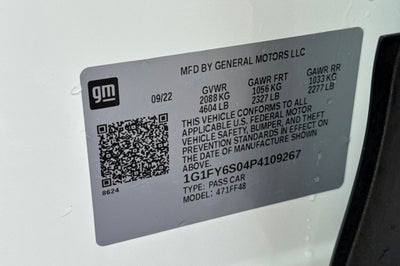 MFD BY GENERAL MOTORS LLC
gm
09/22
GVWR GAWR FRT GAWR RR
2088 KG 1056 KG 1033 KG
4604 LB 2327 LB 2277 LB
THIS VEHICLE CONFORMS TO ALL
APPLICABLE U.S. FEDERAL MOTOR
VEHICLE SAFETY, BUMPER, AND THEFT
PREVENTION STANDARDS IN EFFECT ON
THE DATE OF MANUFACTURE SHOWN
ABOVE.
1G1FY6S04P4109267
TYPE: PASS CAR
MODEL: 471FF48
8624